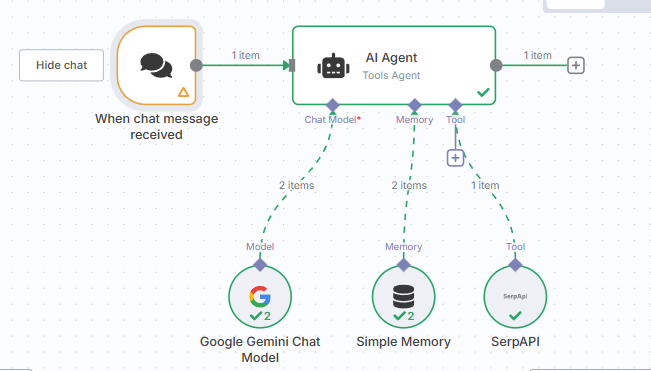 Hide chat
1 item
AI Agent
Tools Agent
1 item
When chat message
received
Chat Model*
Memory
Tool
2 items
2 items
1 item
Model
Memory
Tool
SerpApi
2
2
Google Gemini Chat
Model
Simple Memory
SerpAPI